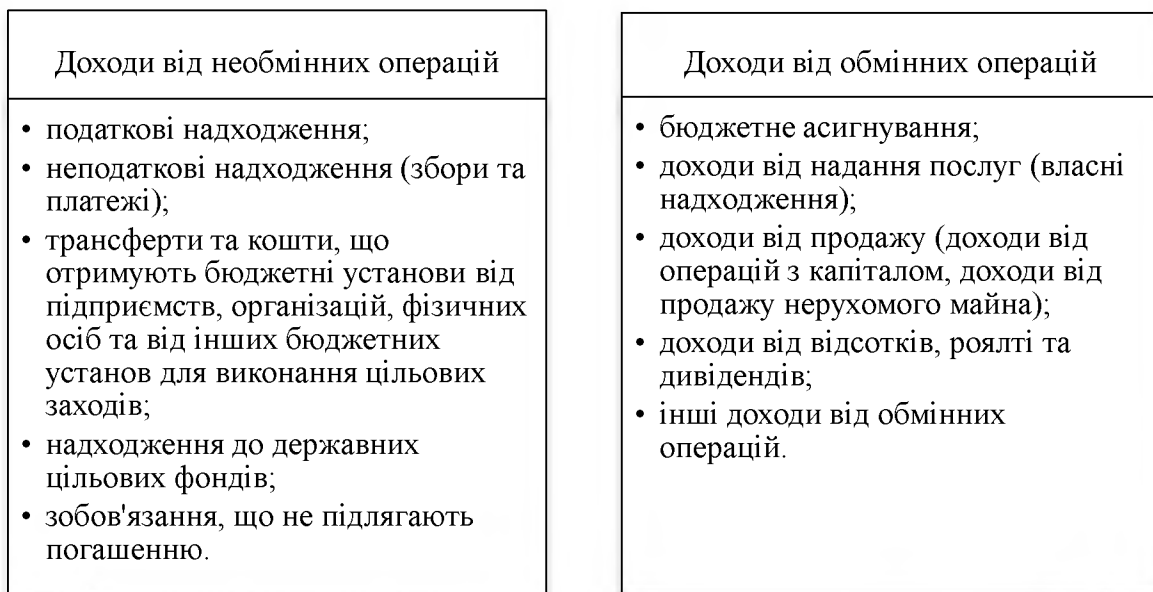 Доходи від необмінних операцій
• податкові надходження;
• неподаткові надходження (збори та
платежі);
• трансферти та кошти, що
отримують бюджетні установи від
підприємств, організацій, фізичних
осіб та від інших бюджетних
установ для виконання цільових
заходів;
• надходження до державних
цільових фондів;
• зобов'язання, що не підлягають
погашенню.
Доходи від обмінних операцій
• бюджетне асигнування;
• доходи від надання послуг (власні
надходження);
• доходи від продажу (доходи від
операцій з капіталом, доходи від
продажу нерухомого майна);
• доходи від відсотків, роялті та
дивідендів;
• інші доходи від обмінних
операцій.